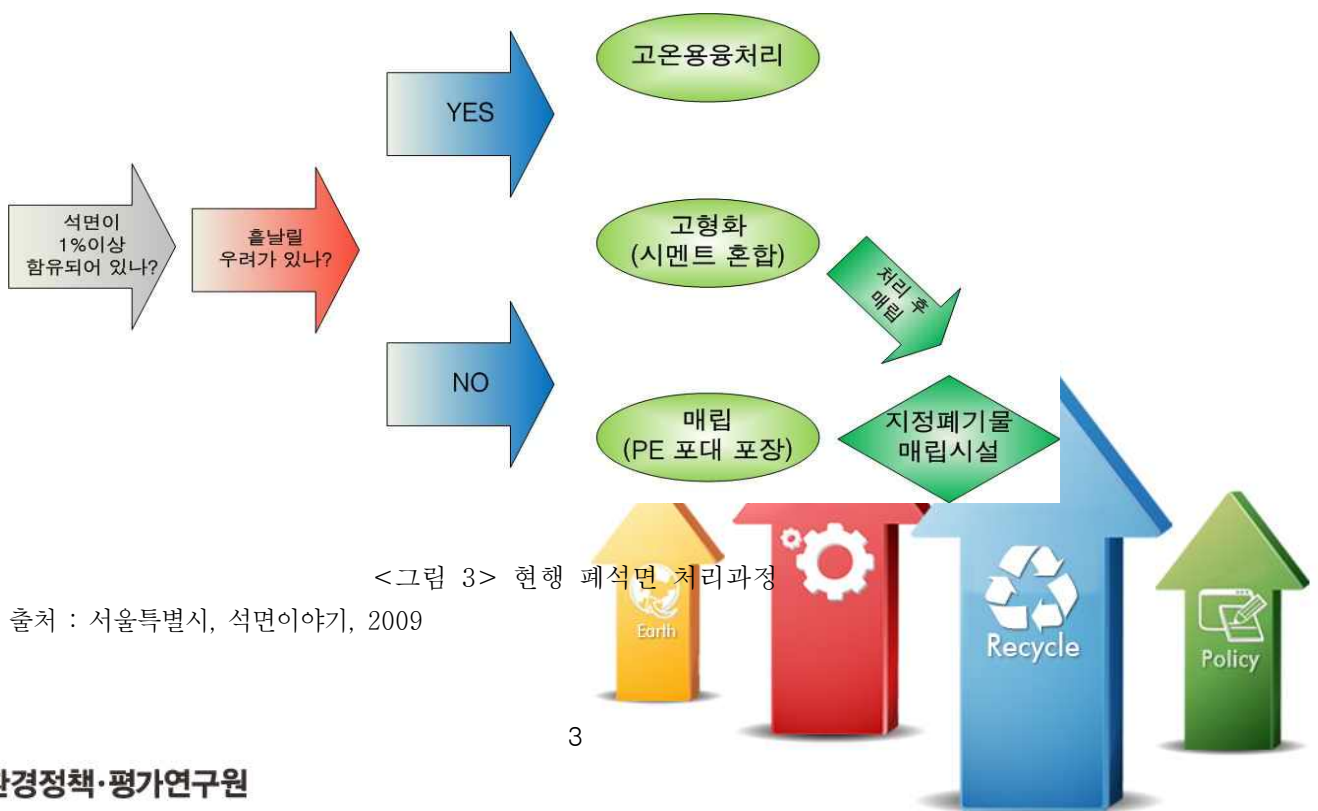 석면이
1%이상
함유되어 있나?
흩날릴
우려가 있나?
YES
NO
고온용융처리
고형화
(시멘트 혼합)
처리 후
매립
매립
(PE 포대 포장)
지정폐기물
매립시설
<그림 3> 현행 폐석면 처리과정
출처 : 서울특별시, 석면이야기, 2009
Earth
Recycle
Policy
3
환경정책·평가연구원